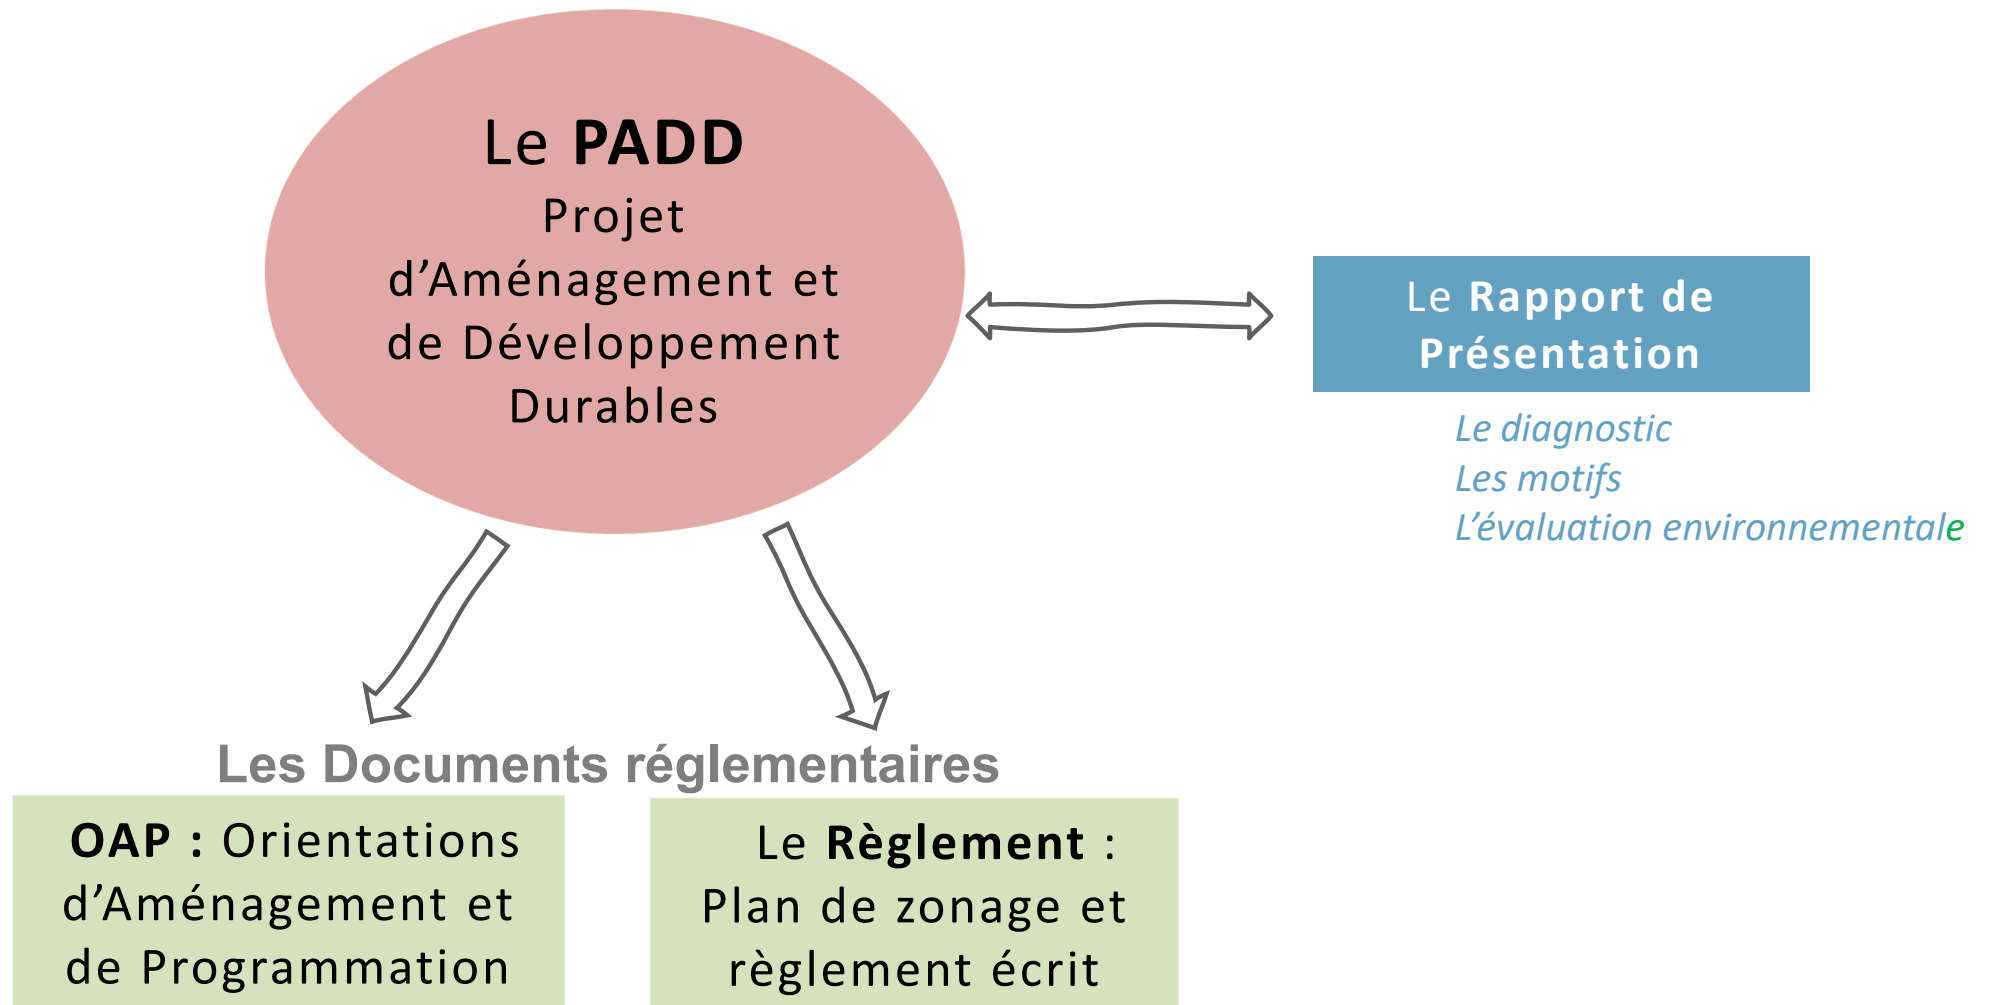 Le PADD
Projet
d’Aménagement et
de Développement
Durables
Le Rapport de
Présentation
Le diagnostic
Les motifs
L’évaluation environnementale
Les Documents réglementaires
OAP : Orientations
d’Aménagement et
de Programmation
Le Règlement :
Plan de zonage et
règlement écrit